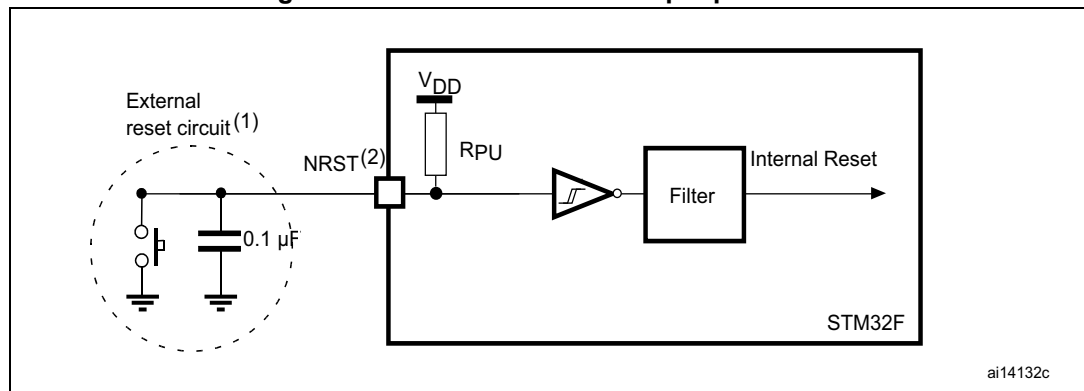 External
reset circuit(1)
VDD
RPU
NRST(2)
Filter
Internal Reset
0.1 µF
STM32F
ai14132c